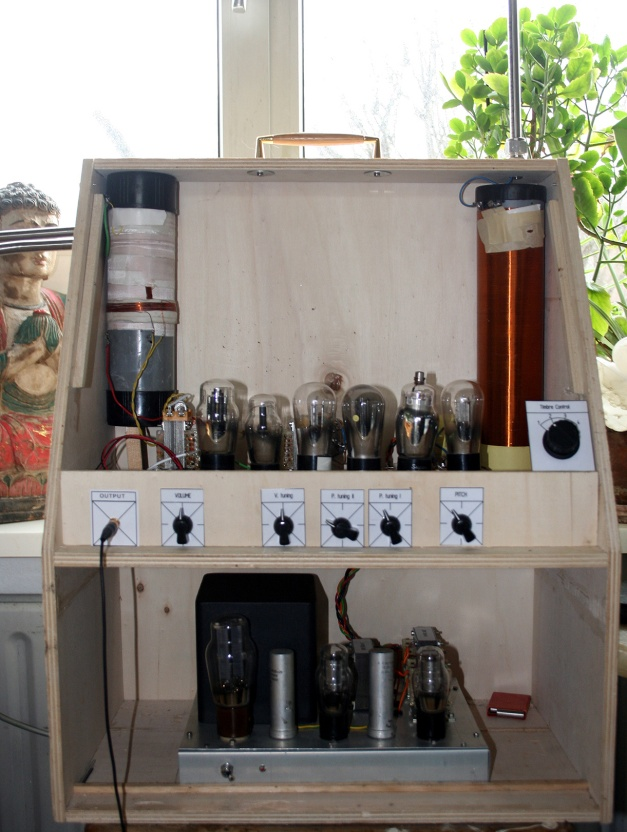 Timbre Control
OUTPUT
VOLUME
V. tuning
P. tuning II
P. tuning I
PITCH